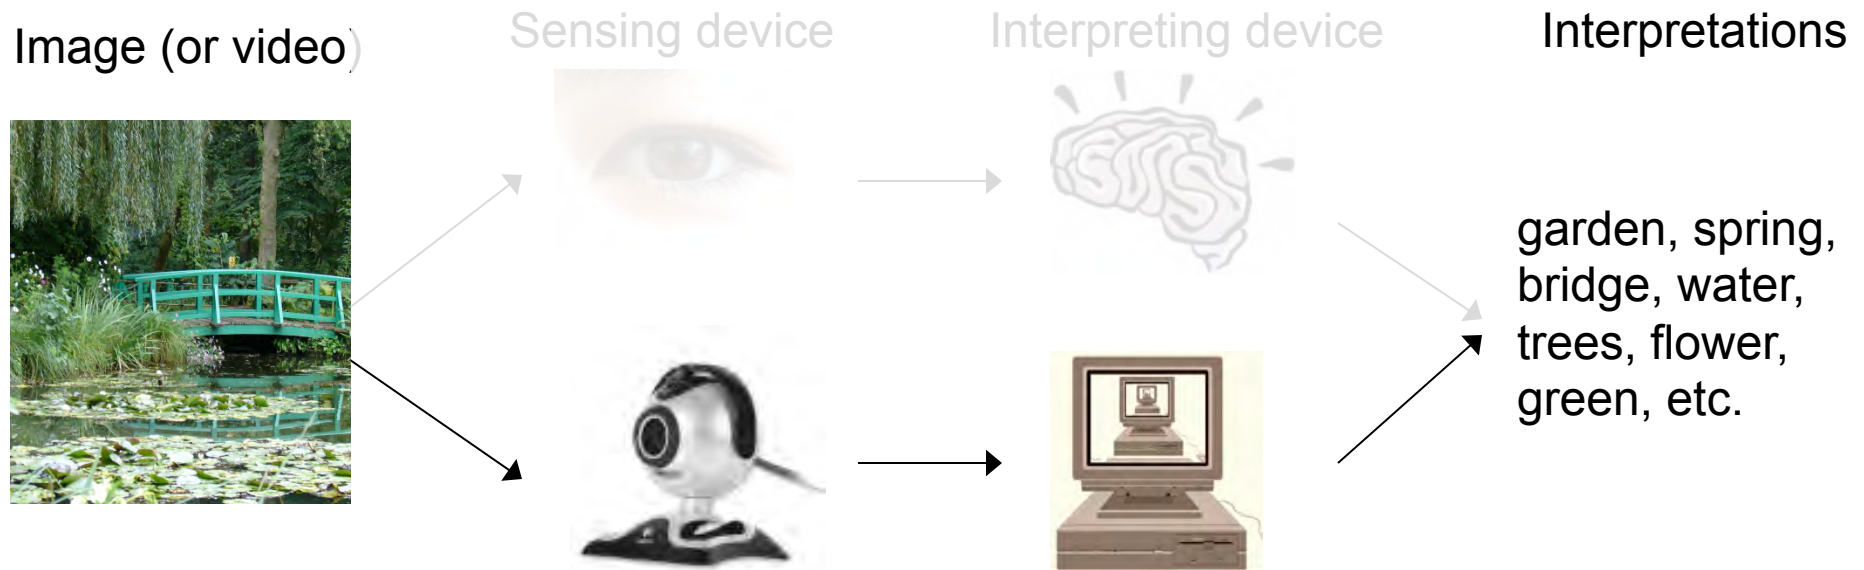 Image (or video)
Sensing device
Interpreting device
Interpretations
garden, spring,
bridge, water,
trees, flower,
green, etc.